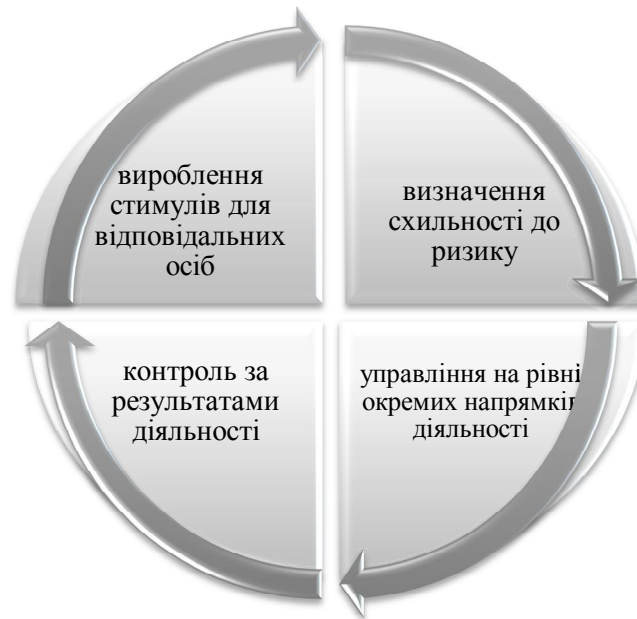 вироблення
стимулів для
відповідальних
осіб
визначення
схильності до
ризику
контроль за
результатами
діяльності
управління на рівні
окремих напрямків
діяльності